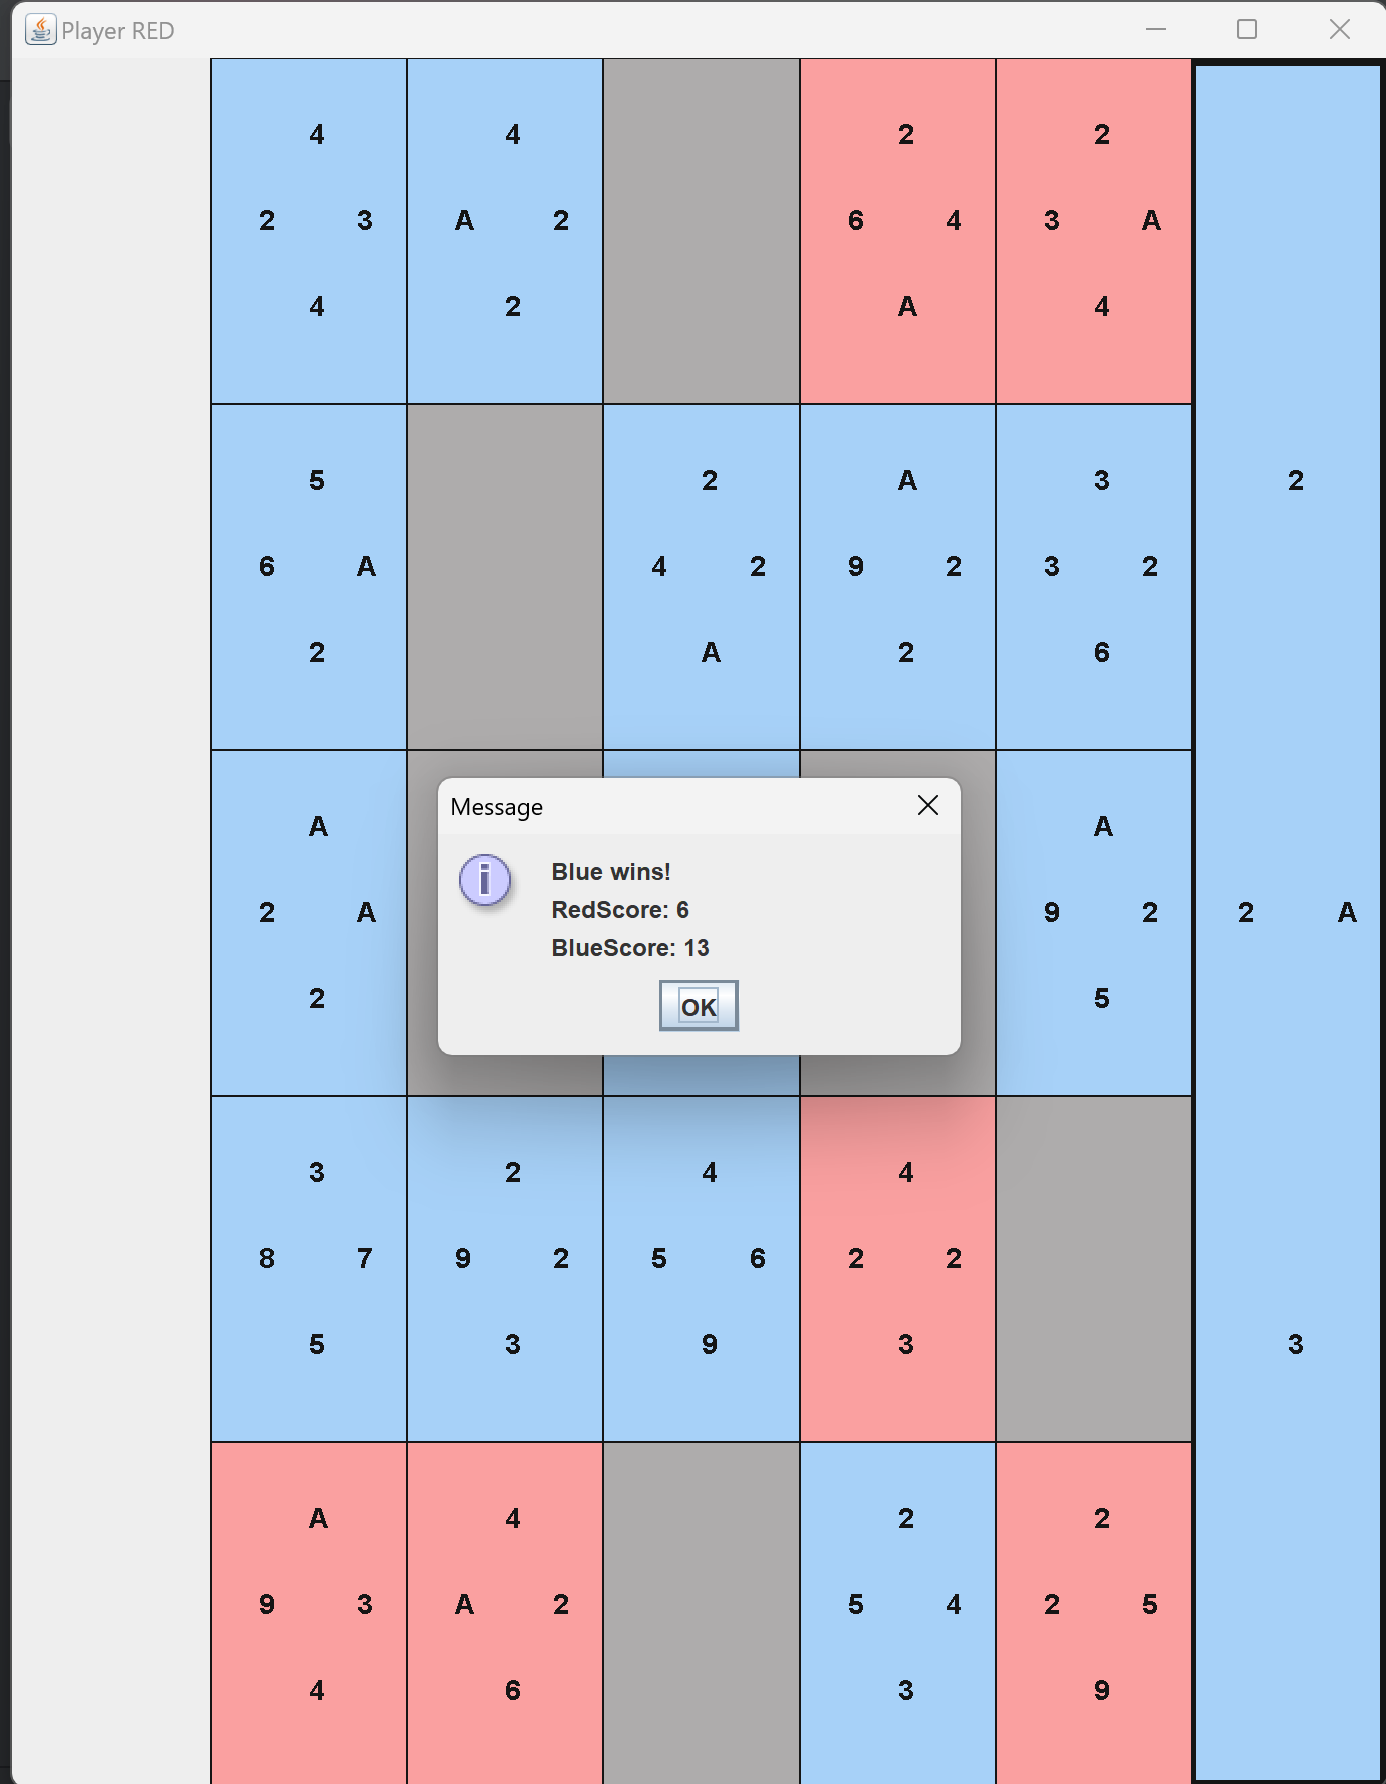 Player RED
4 4 2 2
2 3 A 2 6 4 3 A
4 2 A 4
5 2 A 3 2
6 A 4 2 9 2 3 2
2 A 2 6
A A
Message
Blue wins!
2 A RedScore: 6 9 2 2 A
BlueScore: 13
2 5
OK
3 2 4 4
8 7 9 2 5 6 2 2
5 3 9 3 3
A 4 2 2
9 3 A 2 5 4 2 5
4 6 3 9